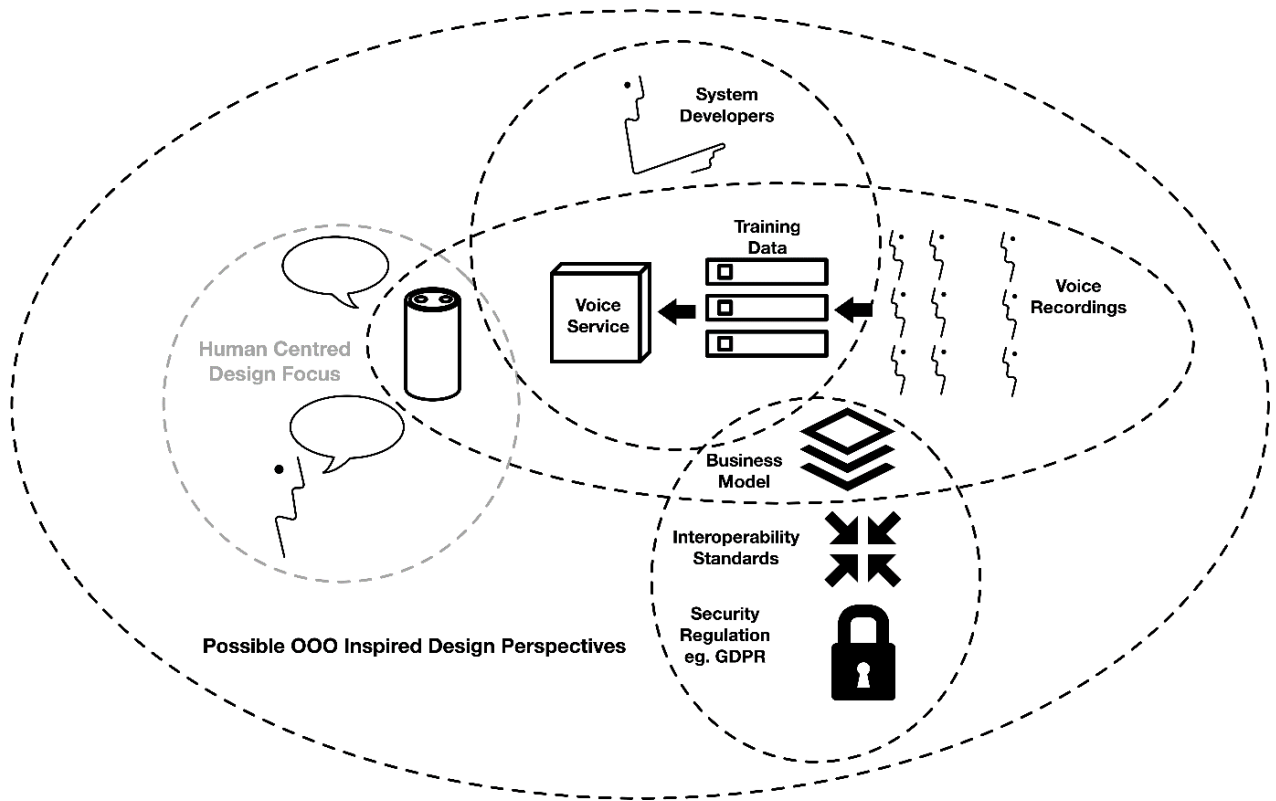 System
Developers
Training
Data
Voice
Service
Voice
Recordings
Human Centred
Design Focus
Business
Model
Interoperability
Standards
Security
Regulation
eg. GDPR
Possible OOO Inspired Design Perspectives